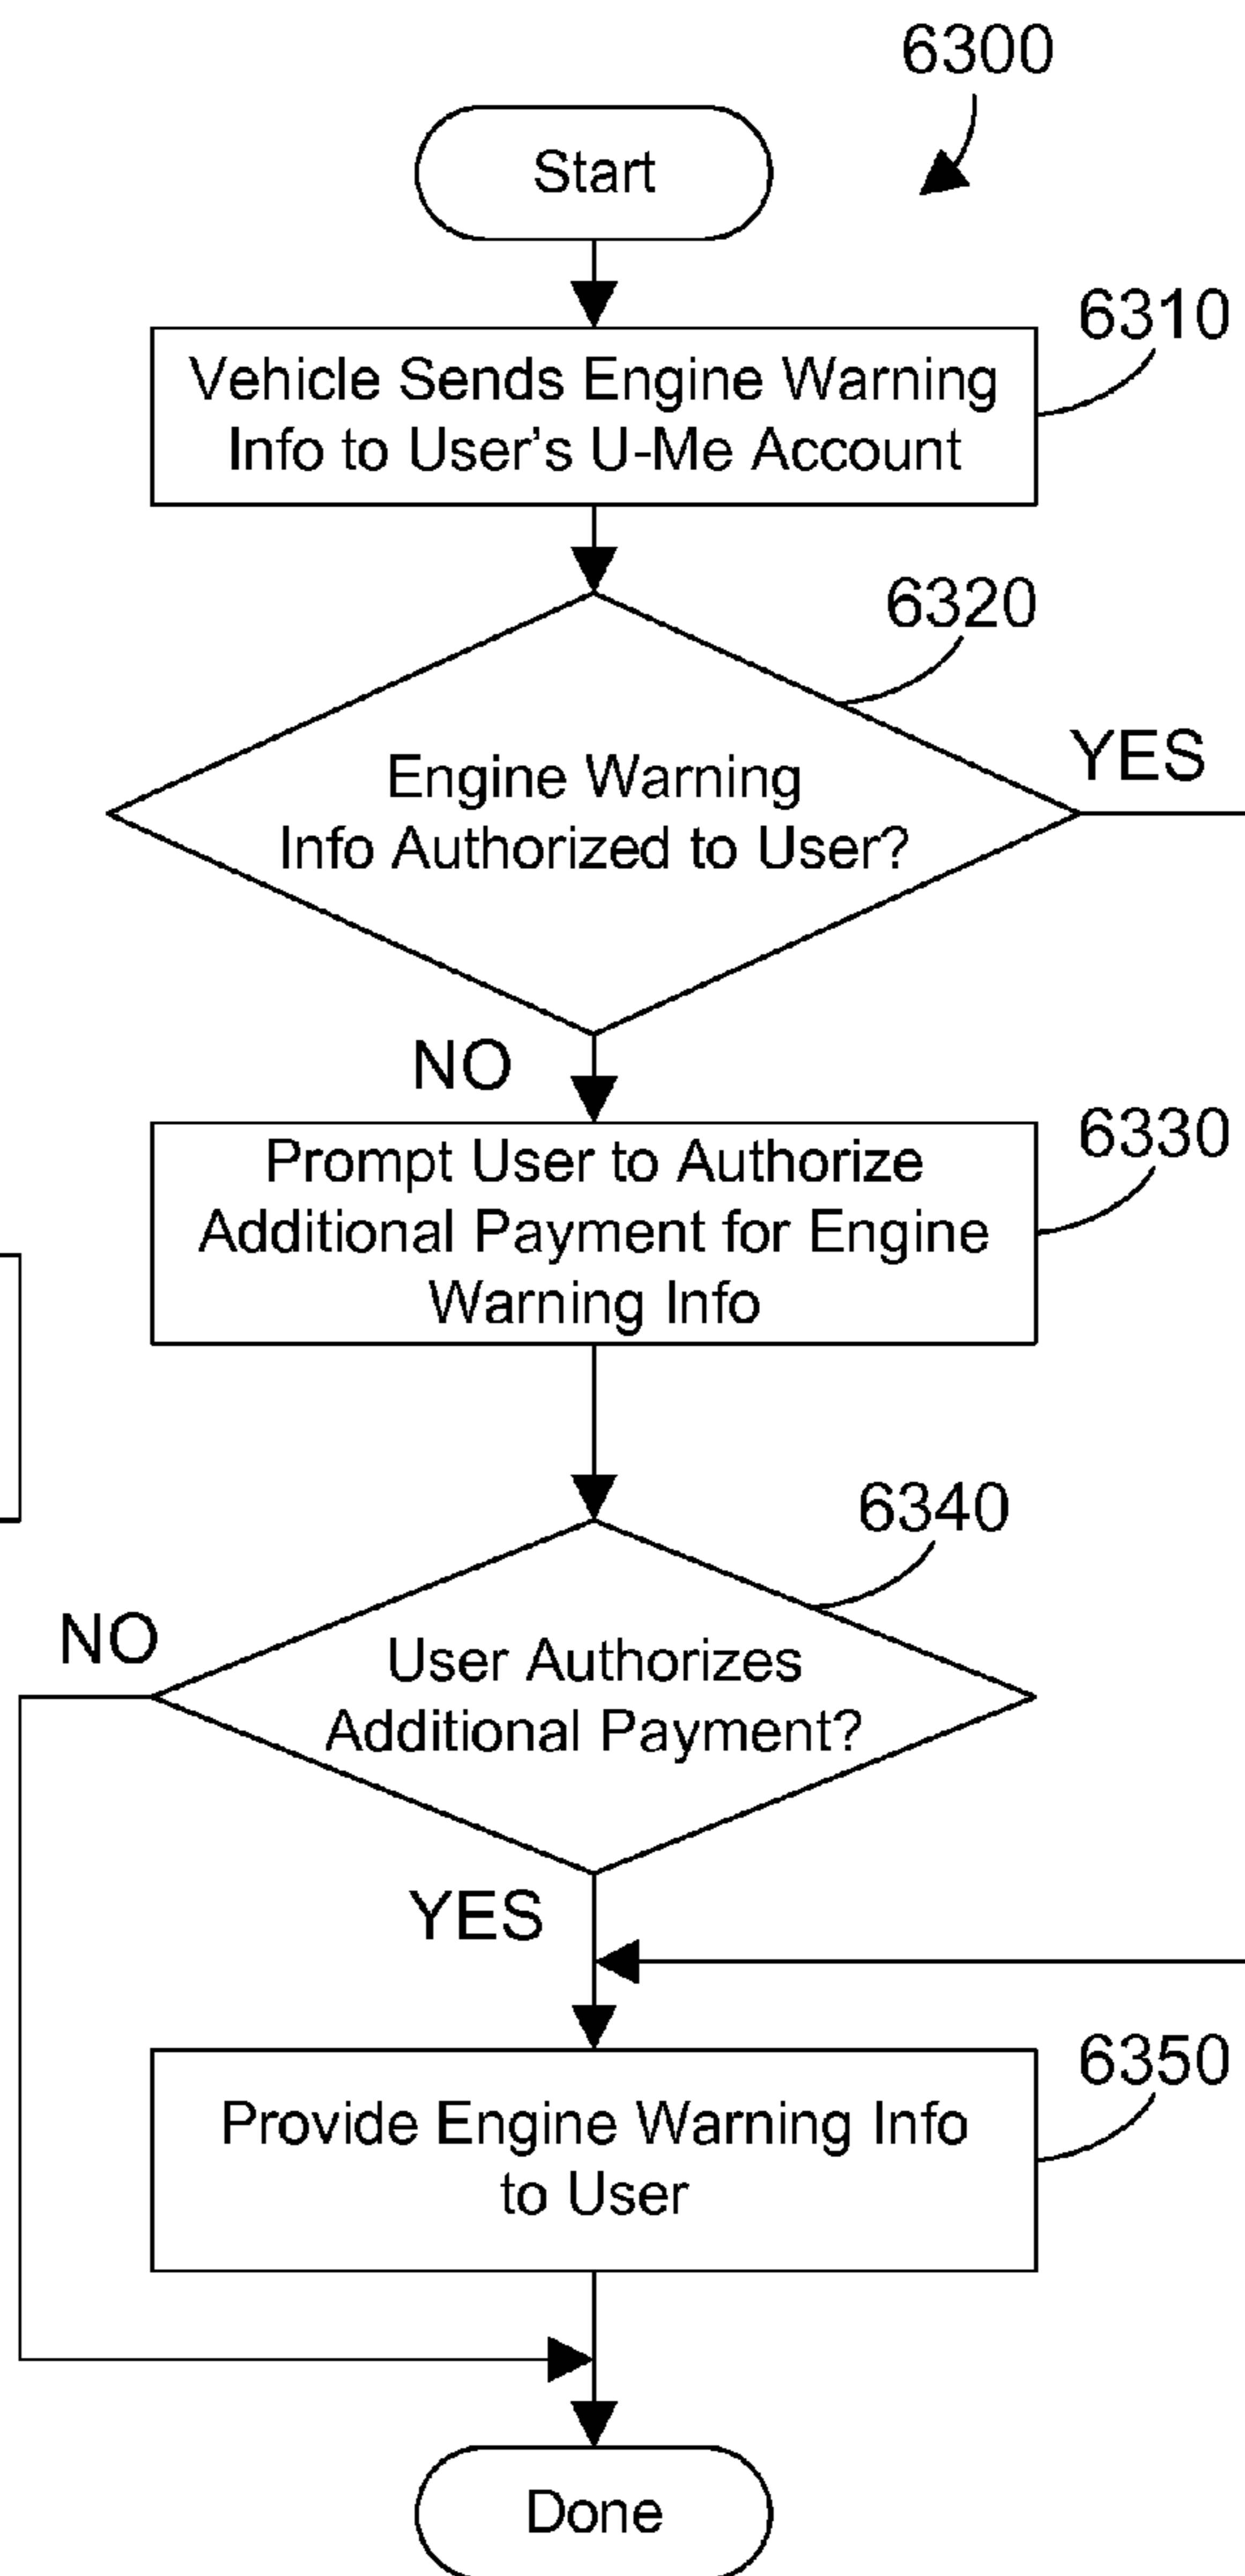 6300
Start
6310
Vehicle Sends Engine Warning
Info to User’s U-Me Account
6320
YES
Engine Warning
Info Authorized to User?
NO
6330
Prompt User to Authorize
Additional Payment for Engine
Warning Info
6340
NO
User Authorizes
Additional Payment?
YES
6350
Provide Engine Warning Info
to User
Done